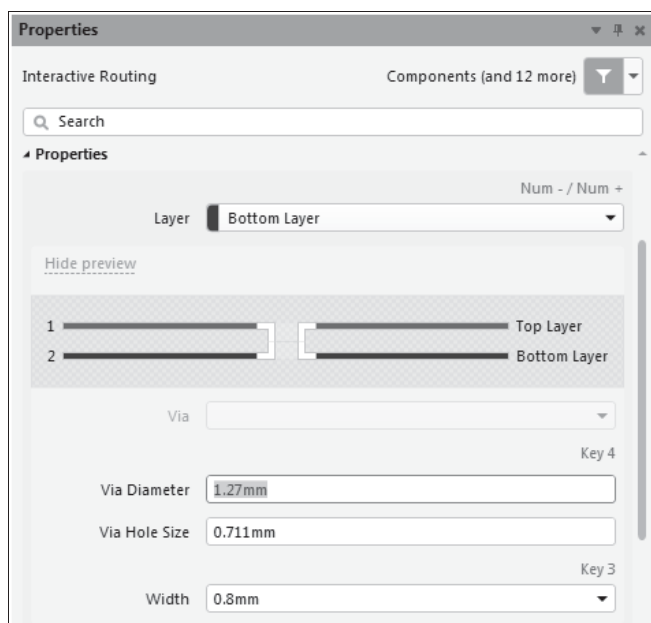 Properties
Interactive Routing Components (and 12 more)
Search
Properties
Num - / Num +
Layer Bottom Layer
Hide preview
1 Top Layer
2 Bottom Layer
Via
Key 4
Via Diameter 1.27mm
Via Hole Size 0.711mm
Key 3
Width 0.8mm